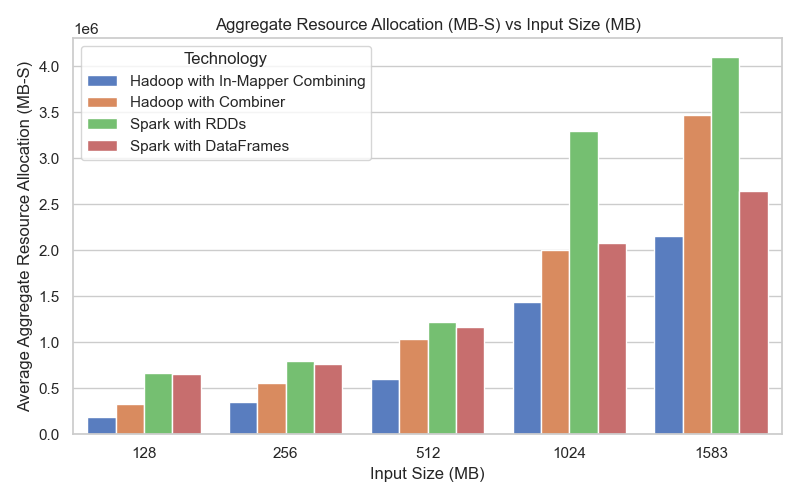 Aggregate Resource Allocation (MB-S) vs Input Size (MB)
1e6
Technology
Hadoop with In-Mapper Combining
Hadoop with Combiner
Spark with RDDs
Spark with DataFrames
Average Aggregate Resource Allocation (MB-S)
4.0
3.5
3.0
2.5
2.0
1.5
1.0
0.5
0.0
128 256 512 1024 1583
Input Size (MB)